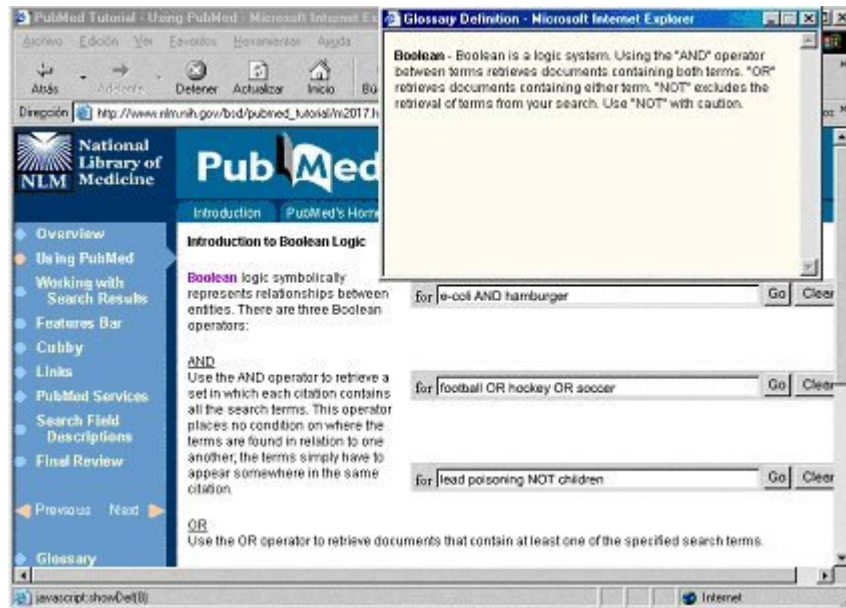 PubMed Tutorial - Using PubMed - Microsoft Internet Ex
Glossary Definition - Microsoft Internet Explorer
Archivo Edición Ver Favoritos Herramientas Ayuda
Atrás Adelante Detener Actualizar Inicio Bú
Dirección http://www.nlm.nih.gov/bsd/pubmed_tutorial/m2017.h
Boolean - Boolean is a logic system. Using the "AND" operator
between terms retrieves documents containing both terms. "OR"
retrieves documents containing either term. "NOT" excludes the
retrieval of terms from your search. Use "NOT" with caution.
National
Library of
Medicine
NLM
PubMed
Introduction PubMed's Home
Overview
Using PubMed
Working with
Search Results
Features Bar
Cubby
Links
PubMed Services
Search Field
Descriptions
Final Review
Previous Next
Glossary
Introduction to Boolean Logic
Boolean logic symbolically
represents relationships between
entities. There are three Boolean
operators:
AND
Use the AND operator to retrieve a
set in which each citation contains
all the search terms. This operator
places no condition on where the
terms are found in relation to one
another; the terms simply have to
appear somewhere in the same
citation.
for e-coli AND hamburger Go Clear
for football OR hockey OR soccer Go Clear
for lead poisoning NOT children Go Clear
OR
Use the OR operator to retrieve documents that contain at least one of the specified search terms.
javascript:showDef(8)
Internet